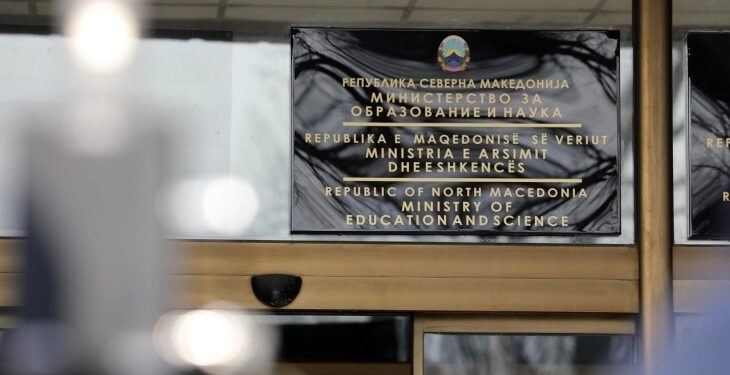 РЕПУБЛИКА СЕВЕРНА МАКЕДОНИЈА
МИНИСТЕРСТВО ЗА
ОБРАЗОВАНИЕ И НАУКА
REPUBLIKA E MAQEDONISË SË VERIUT
MINISTRIA E ARSIMIT
DHE E SHKENCËS
REPUBLIC OF NORTH MACEDONIA
MINISTRY OF
EDUCATION AND SCIENCE